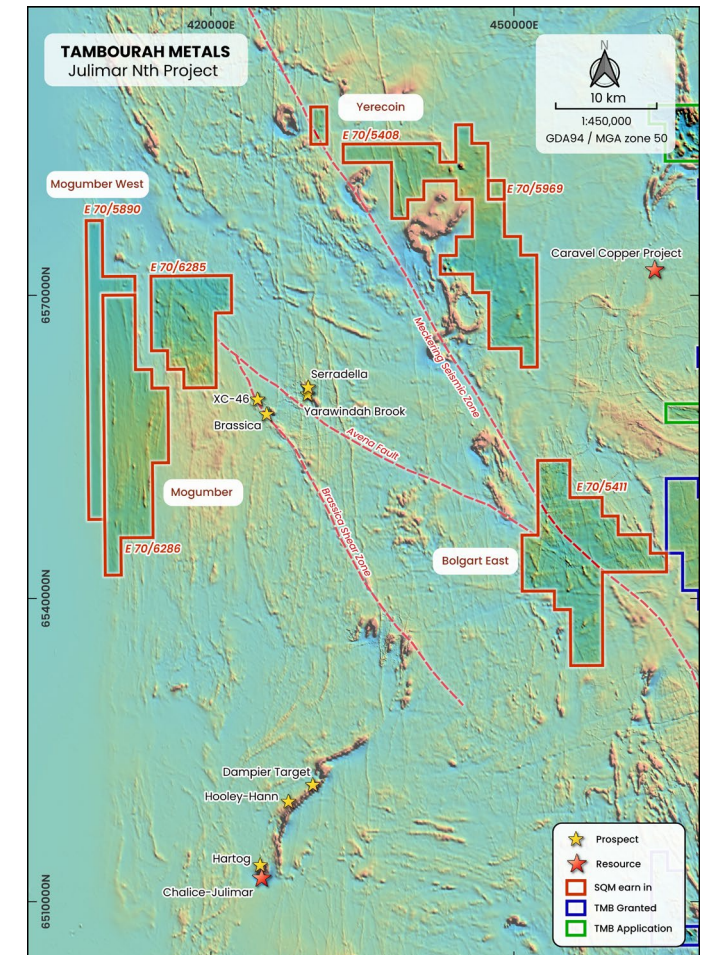 420000E
450000E
TAMBOURAH METALS
Julimar Nth Project
N
10 km
1:450,000
GDA94 / MGA zone 50
Yerecoin
E 70/5408
E 70/5969
Mogumber West
E 70/5890
E 70/6285
Caravel Copper Project
6570000N
Meckering Seismic Zone
Serradella
XC-46
Yarawindah Brook
Brassica
Avena Fault
Mogumber
E 70/5411
Brassica Shear Zone
E 70/6286
Bolgart East
6540000N
Dampier Target
Hooley-Hann
Hartog
Chalice-Julimar
6510000N
Prospect
Resource
SQM earn in
TMB Granted
TMB Application